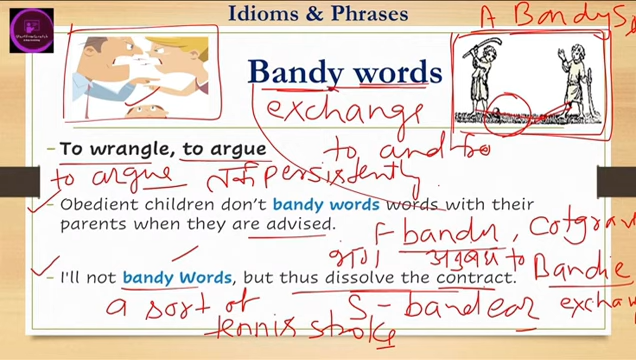 Idioms & Phrases
A Bandys
Bandy words
exchange
to and fro
– To wrangle, to argue
to argue तर्क persistently
Obedient children don't bandy words words with their
parents when they are advised.
F bandy, Cotgrav
to Bandie
I'll not bandy Words, but thus dissolve the contract.
a sort of S - bandear exchan
tennis stroke